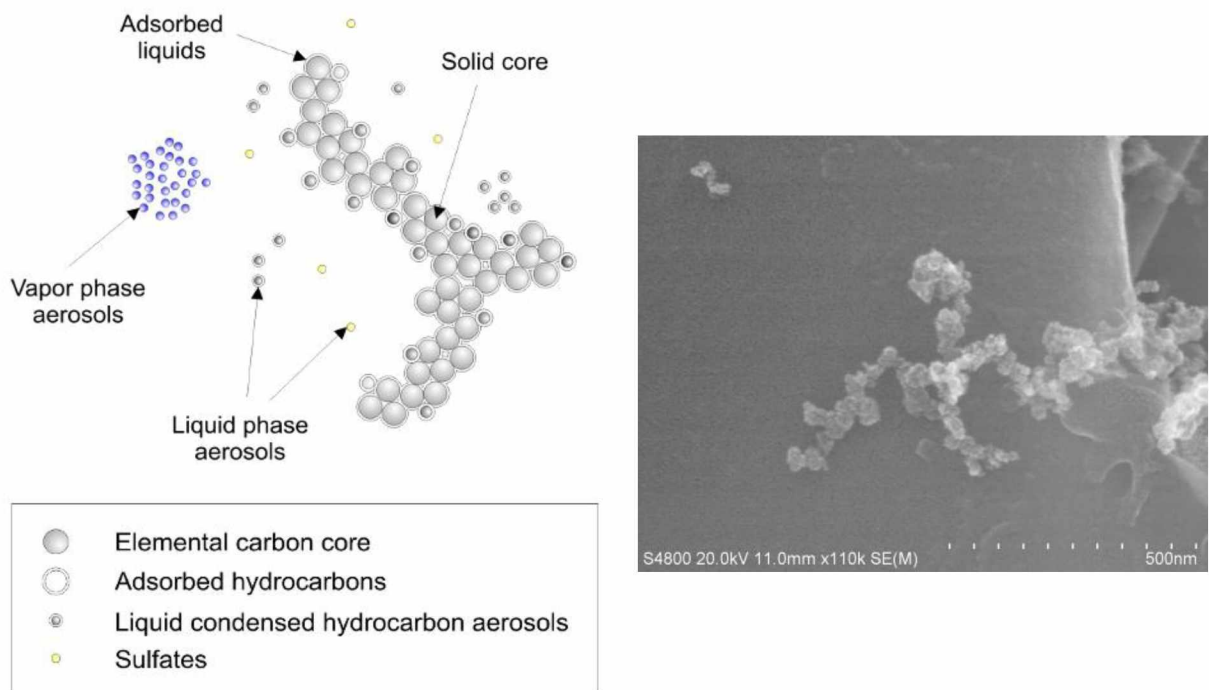 Adsorbed
liquids
Solid core
Vapor phase
aerosols
Liquid phase
aerosols
Elemental carbon core
Adsorbed hydrocarbons
Liquid condensed hydrocarbon aerosols
Sulfates
S4800 20.0kV 11.0mm x110k SE(M)
500nm